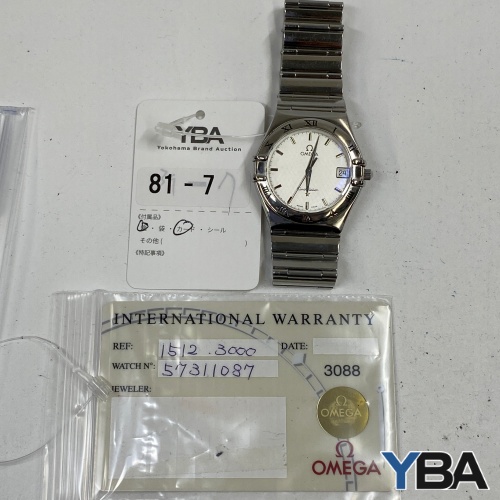 YBA
Yokohama Brand Auction
81-7
《付属品》
箱・袋・カード・シール
その他( )
《特記事項》
XII
Ω
OMEGA
INTERNATIONAL WARRANTY
REF: 1512.3000 DATE:
WATCH Nº: 57311087 3088
JEWELER:
Ω
OMEGA
Ω
OMEGA
YBA